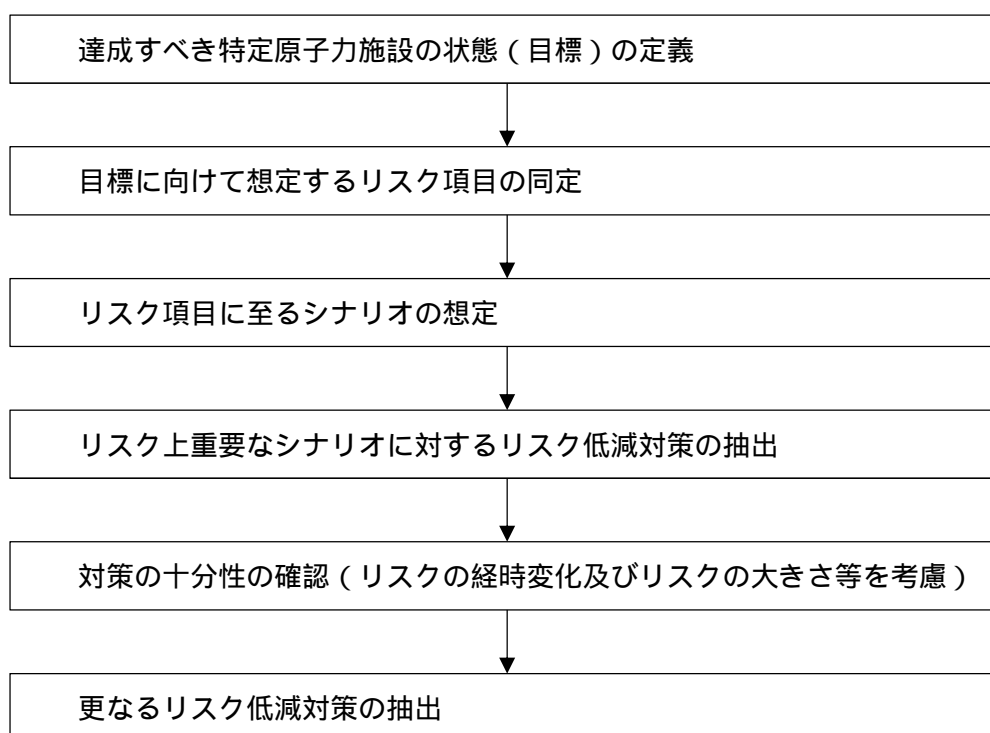 達成すべき特定原子力施設の状態（目標）の定義
目標に向けて想定するリスク項目の同定
リスク項目に至るシナリオの想定
リスク上重要なシナリオに対するリスク低減対策の抽出
対策の十分性の確認（リスクの経時変化及びリスクの大きさ等を考慮）
更なるリスク低減対策の抽出